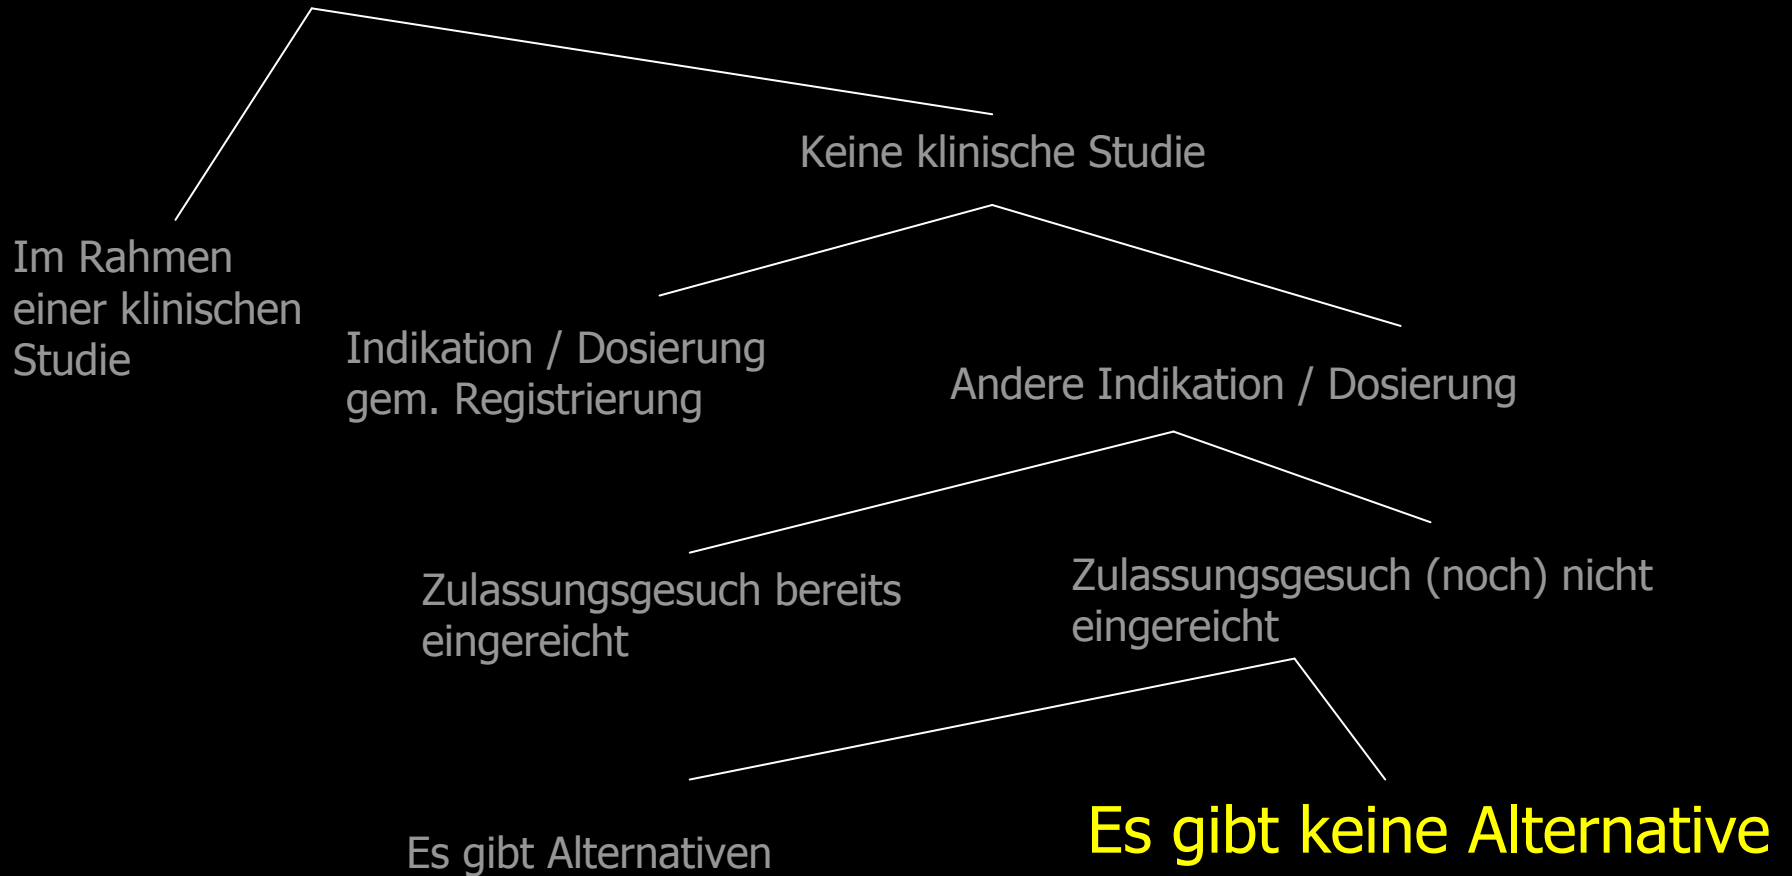 Keine klinische Studie
Im Rahmen
einer klinischen
Studie
Indikation / Dosierung
gem. Registrierung
Andere Indikation / Dosierung
Zulassungsgesuch bereits
eingereicht
Zulassungsgesuch (noch) nicht
eingereicht
Es gibt Alternativen
Es gibt keine Alternative